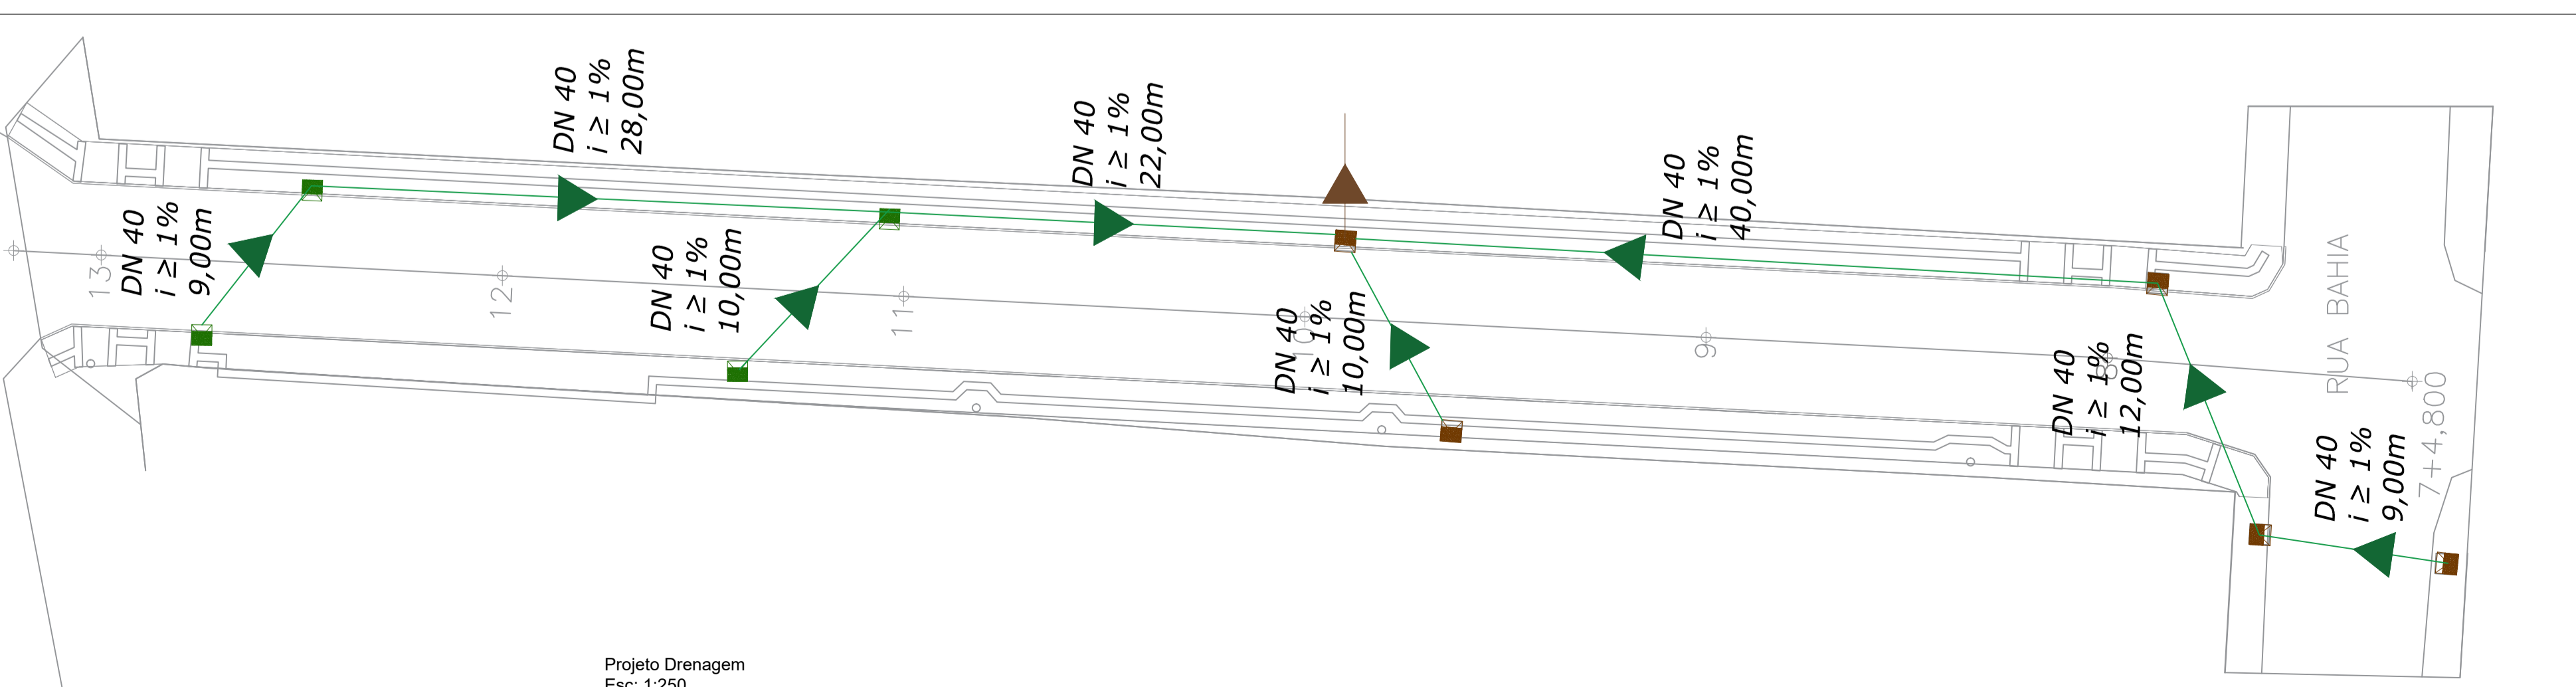 DN 40
i ≥ 1%
28,00m
DN 40
i ≥ 1%
22,00m
DN 40
i ≥ 1%
40,00m
DN 40
i ≥ 1%
9,00m
DN 40
i ≥ 1%
10,00m
DN 40
i ≥ 1%
10,00m
DN 40
i ≥ 1%
12,00m
DN 40
i ≥ 1%
9,00m
13
12
11
10
9
8
RUA BAHIA
7+4,800
Projeto Drenagem
Esc: 1:250